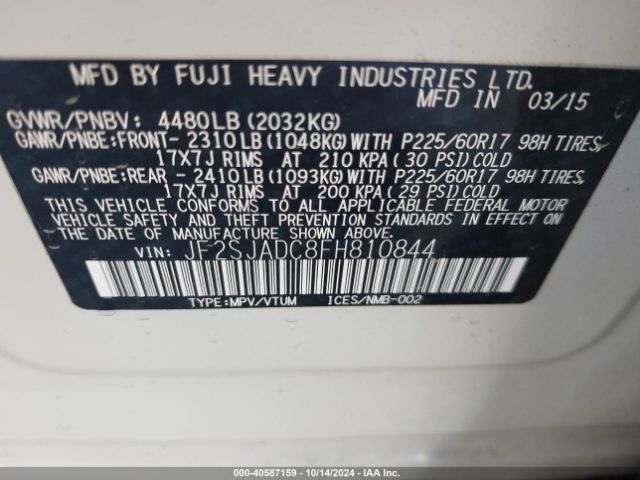 MFD BY FUJI HEAVY INDUSTRIES LTD.
MFD IN 03/15
GVWR/PNBV: 4480LB(2032KG)
GAWR/PNBE:FRONT- 2310LB(1048KG)WITH P225/60R17 98H TIRES,
17X7J RIMS AT 210 KPA(30 PSI)COLD
GAWR/PNBE:REAR - 2410LB(1093KG)WITH P225/60R17 98H TIRES,
17X7J RIMS AT 200 KPA(29 PSI)COLD
THIS VEHICLE CONFORMS TO ALL APPLICABLE FEDERAL MOTOR
VEHICLE SAFETY AND THEFT PREVENTION STANDARDS IN EFFECT ON
THE DATE OF MANUFACTURE SHOWN ABOVE.
VIN: JF2SJADC8FH810844
TYPE:MPV/VTUM ICES/NMB-002
000-40587159 | 10/14/2024 | IAA Inc.